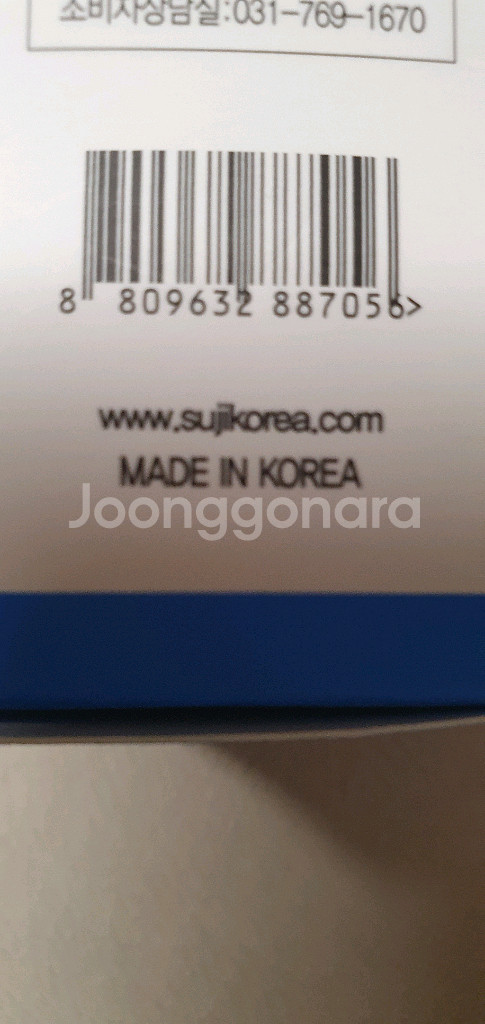 소비자상담실:031-769-1670
8 809632 887056>
www.sujikorea.com
MADE IN KOREA
Joonggonara